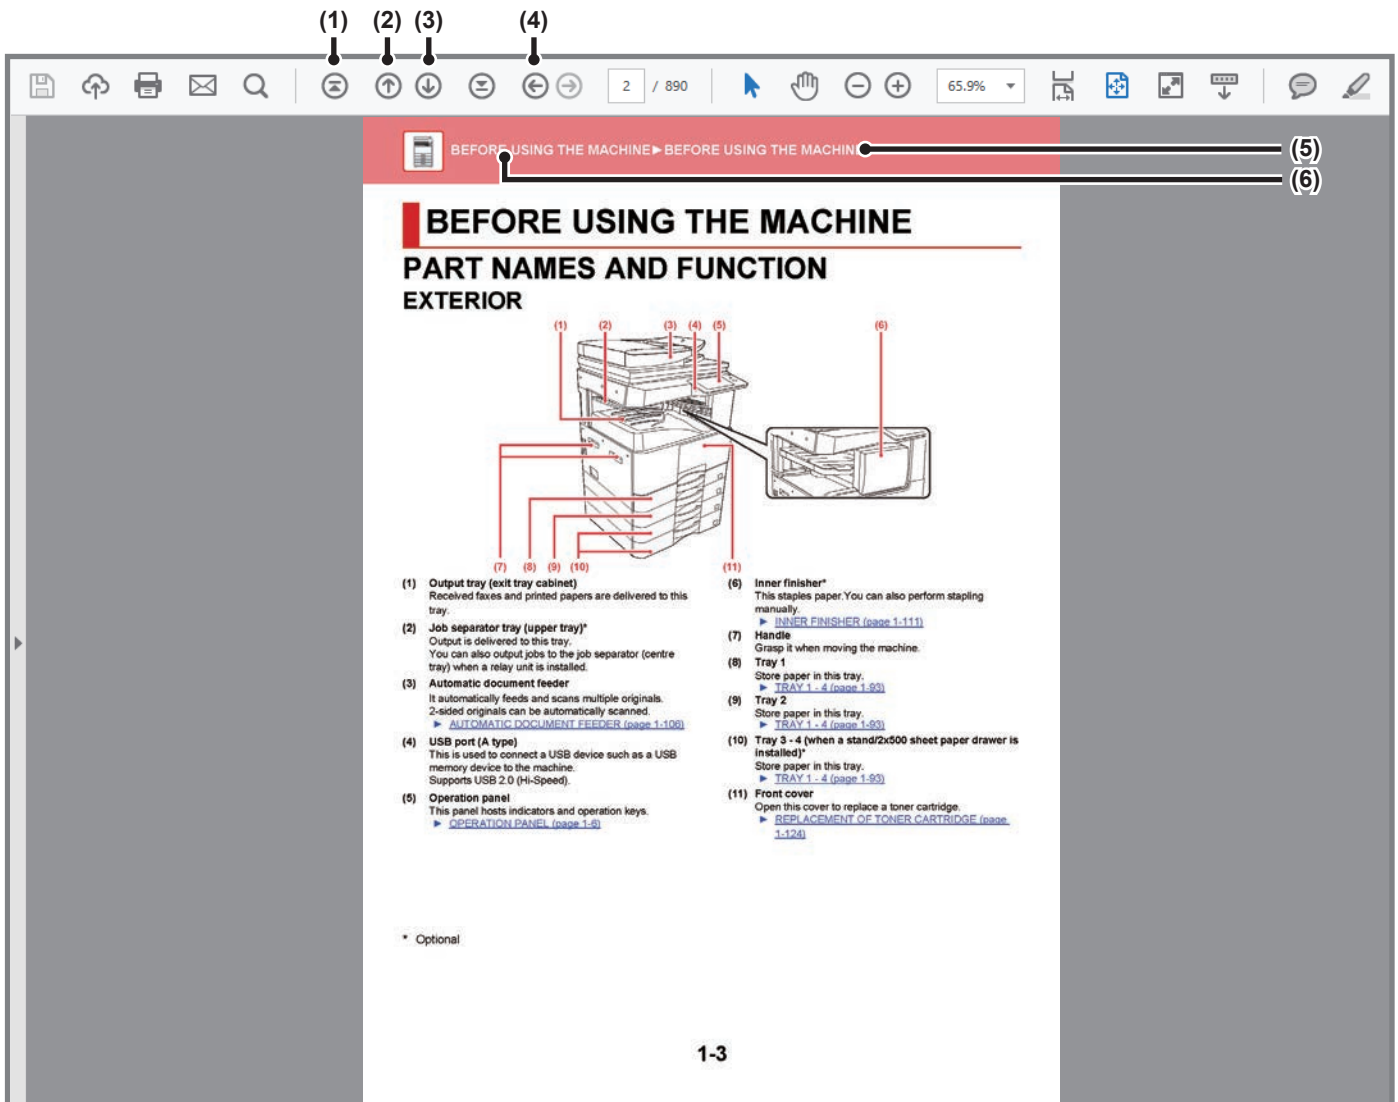 (1) (2) (3) (4)
2 / 890 65.9%
BEFORE USING THE MACHINE►BEFORE USING THE MACHIN
(5)
(6)
BEFORE USING THE MACHINE
PART NAMES AND FUNCTION
EXTERIOR
(1) (2) (3) (4) (5) (6)
(7) (8) (9) (10) (11)
(1) Output tray (exit tray cabinet)
Received faxes and printed papers are delivered to this
tray.
(2) Job separator tray (upper tray)*
Output is delivered to this tray.
You can also output jobs to the job separator (centre
tray) when a relay unit is installed.
(3) Automatic document feeder
It automatically feeds and scans multiple originals.
2-sided originals can be automatically scanned.
► AUTOMATIC DOCUMENT FEEDER (page 1-106)
(4) USB port (A type)
This is used to connect a USB device such as a USB
memory device to the machine.
Supports USB 2.0 (Hi-Speed).
(5) Operation panel
This panel hosts indicators and operation keys.
► OPERATION PANEL (page 1-6)
(6) Inner finisher*
This staples paper.You can also perform stapling
manually.
► INNER FINISHER (page 1-111)
(7) Handle
Grasp it when moving the machine.
(8) Tray 1
Store paper in this tray.
► TRAY 1 - 4 (page 1-93)
(9) Tray 2
Store paper in this tray.
► TRAY 1 - 4 (page 1-93)
(10) Tray 3 - 4 (when a stand/2x500 sheet paper drawer is
installed)*
Store paper in this tray.
► TRAY 1 - 4 (page 1-93)
(11) Front cover
Open this cover to replace a toner cartridge.
► REPLACEMENT OF TONER CARTRIDGE (page
1-124)
* Optional
1-3